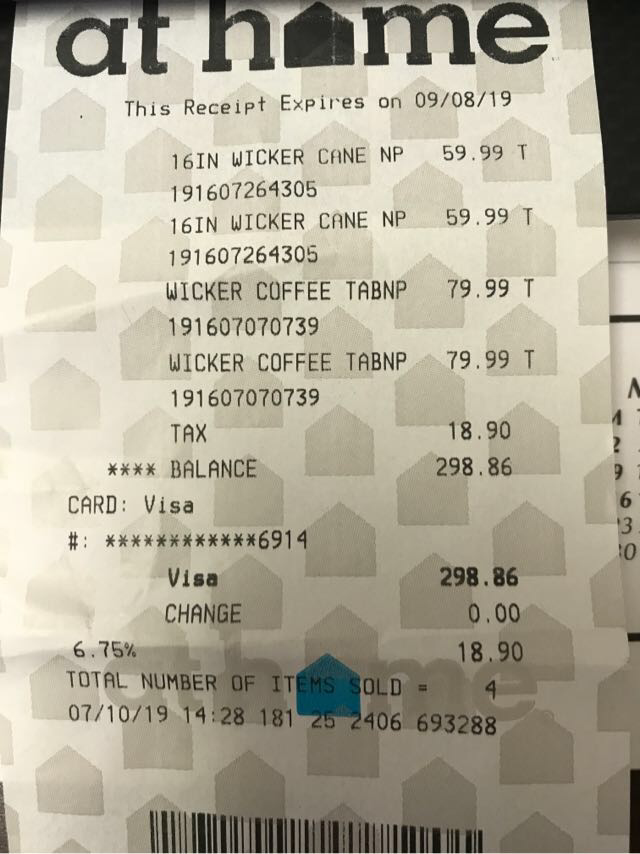 at home
This Receipt Expires on 09/08/19
16IN WICKER CANE NP 59.99 T
191607264305
16IN WICKER CANE NP 59.99 T
191607264305
WICKER COFFEE TABNP 79.99 T
191607070739
WICKER COFFEE TABNP 79.99 T
191607070739
TAX 18.90
**** BALANCE 298.86
CARD: Visa
#: ************6914
Visa 298.86
CHANGE 0.00
6.75% 18.90
TOTAL NUMBER OF ITEMS SOLD = 4
07/10/19 14:28 181 25 2406 693288